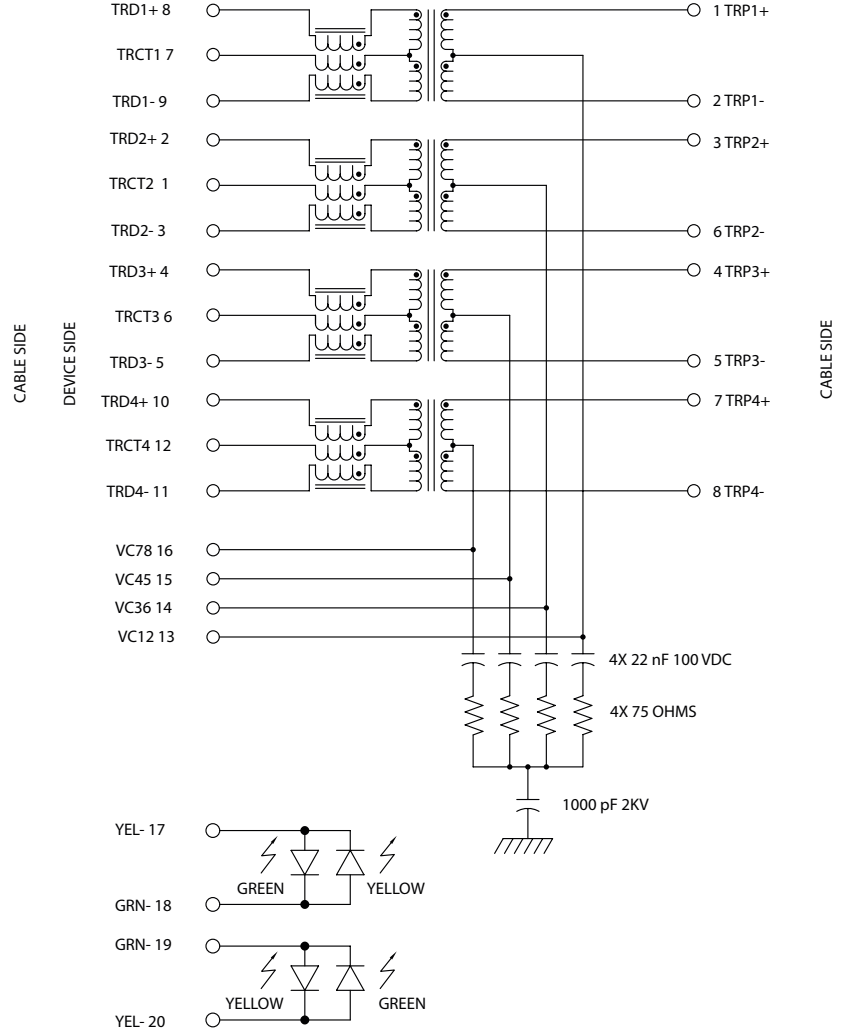 TRD1+ 8
1 TRP1+
TRCT1 7
TRD1- 9
2 TRP1-
TRD2+ 2
3 TRP2+
TRCT2 1
TRD2- 3
6 TRP2-
TRD3+ 4
4 TRP3+
TRCT3 6
TRD3- 5
5 TRP3-
CABLE SIDE
DEVICE SIDE
CABLE SIDE
TRD4+ 10
7 TRP4+
TRCT4 12
TRD4- 11
8 TRP4-
VC78 16
VC45 15
VC36 14
VC12 13
4X 22 nF 100 VDC
4X 75 OHMS
1000 pF 2KV
YEL- 17
GREEN
YELLOW
GRN- 18
GRN- 19
YELLOW
GREEN
YEL- 20